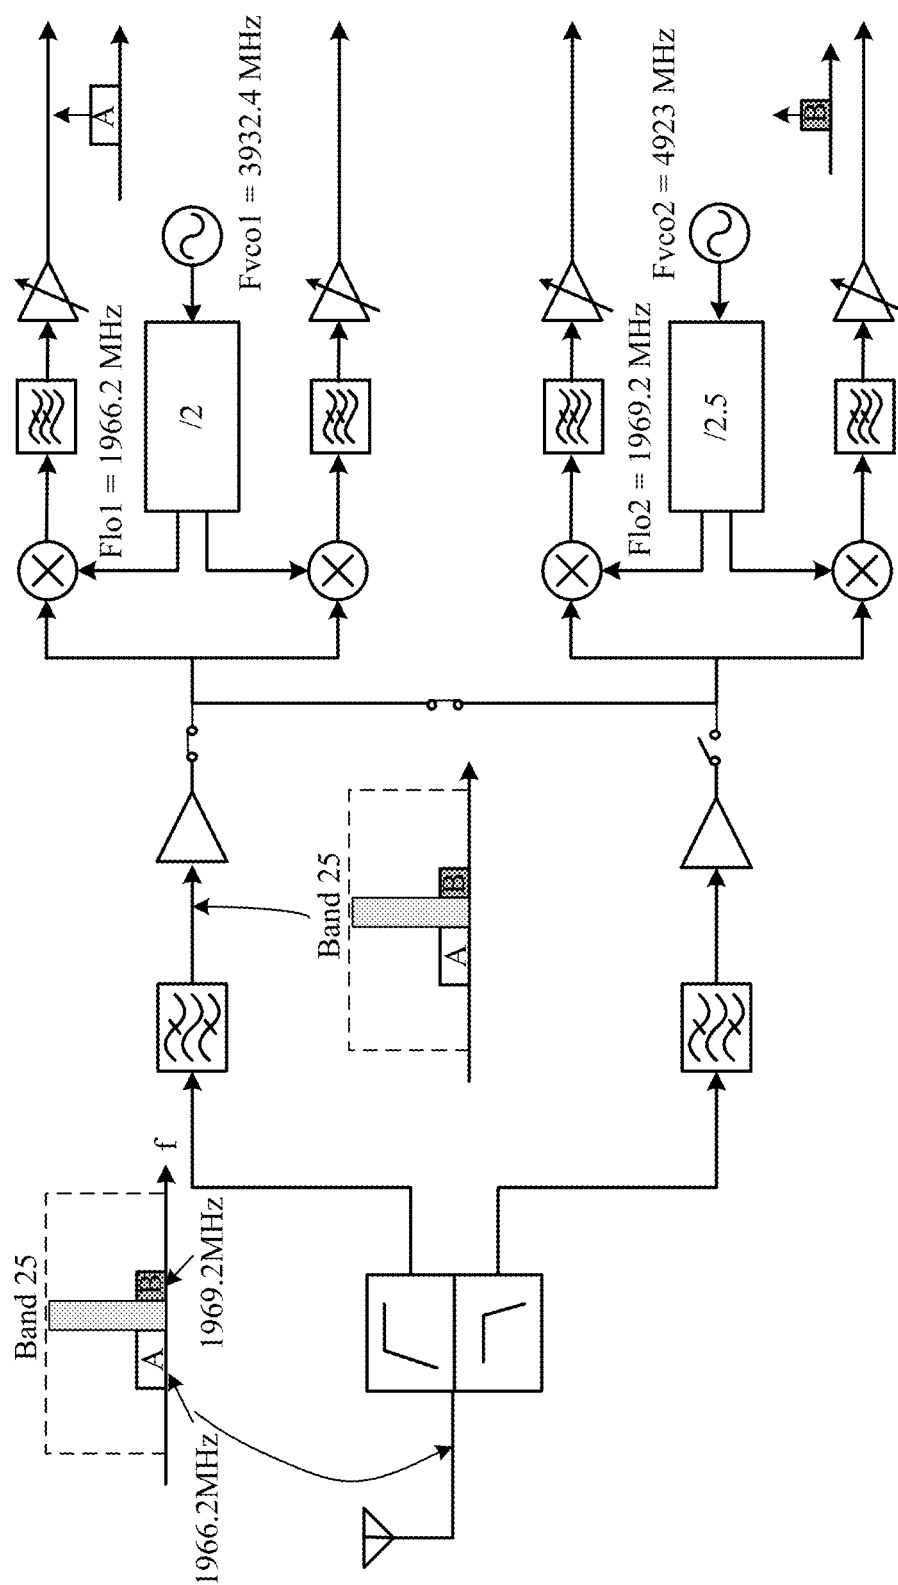 Band 25
A
B
f
1966.2MHz
1969.2MHz
Band 25
A
B
Flo1 = 1966.2 MHz
/2
Fvco1 = 3932.4 MHz
A
Flo2 = 1969.2 MHz
/2.5
Fvco2 = 4923 MHz
B